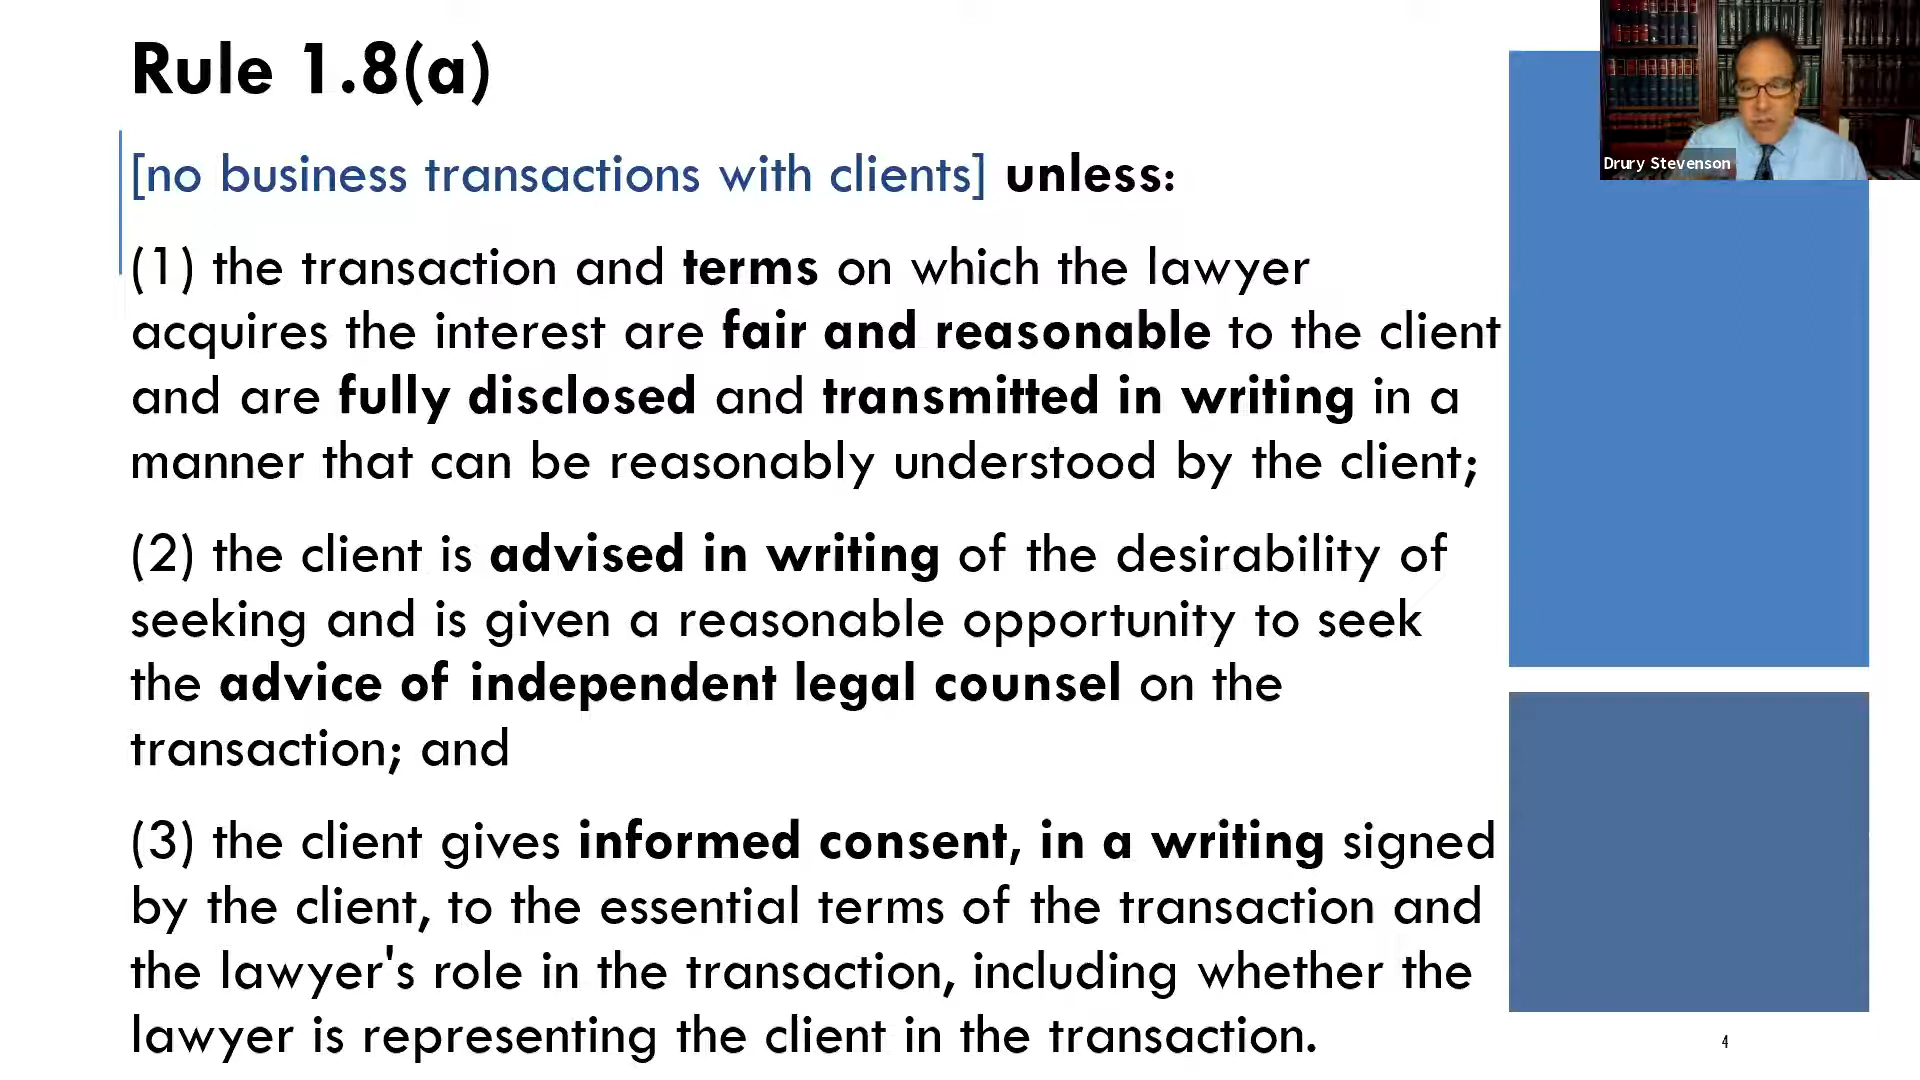 Rule 1.8(a)
[no business transactions with clients] unless:
(1) the transaction and terms on which the lawyer
acquires the interest are fair and reasonable to the client
and are fully disclosed and transmitted in writing in a
manner that can be reasonably understood by the client;
(2) the client is advised in writing of the desirability of
seeking and is given a reasonable opportunity to seek
the advice of independent legal counsel on the
transaction; and
(3) the client gives informed consent, in a writing signed
by the client, to the essential terms of the transaction and
the lawyer's role in the transaction, including whether the
lawyer is representing the client in the transaction.
Drury Stevenson
4